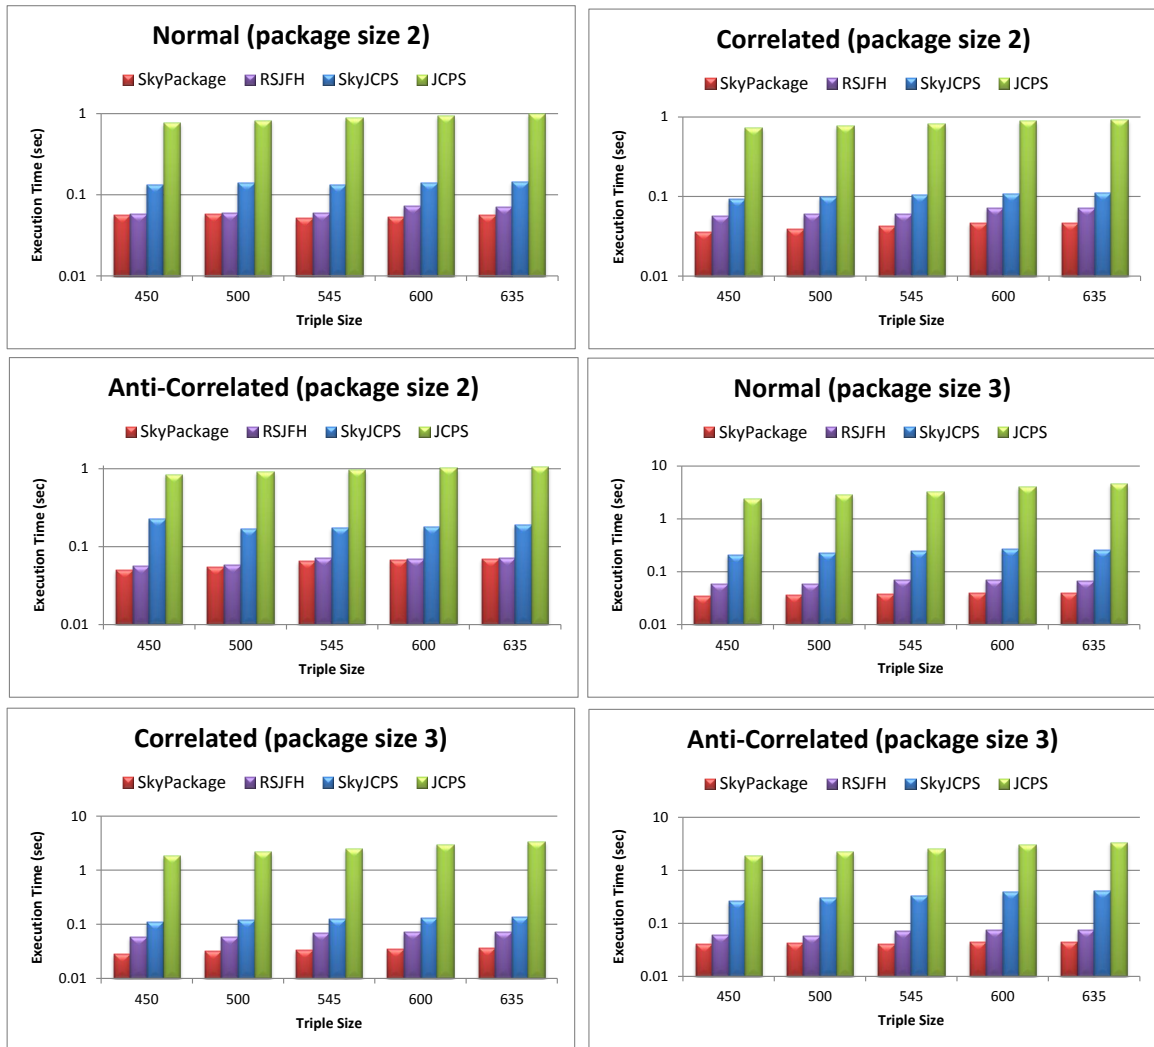 Normal (package size 2)
SkyPackage RSJFH SkyJCPS JCPS
Execution Time (sec)
1
0.1
0.01
450 500 545 600 635
Triple Size
Correlated (package size 2)
SkyPackage RSJFH SkyJCPS JCPS
Execution Time (sec)
1
0.1
0.01
450 500 545 600 635
Triple Size
Anti-Correlated (package size 2)
SkyPackage RSJFH SkyJCPS JCPS
Execution Time (sec)
1
0.1
0.01
450 500 545 600 635
Triple Size
Normal (package size 3)
SkyPackage RSJFH SkyJCPS JCPS
Execution Time (sec)
10
1
0.1
0.01
450 500 545 600 635
Triple Size
Correlated (package size 3)
SkyPackage RSJFH SkyJCPS JCPS
Execution Time (sec)
10
1
0.1
0.01
450 500 545 600 635
Triple Size
Anti-Correlated (package size 3)
SkyPackage RSJFH SkyJCPS JCPS
Execution Time (sec)
10
1
0.1
0.01
450 500 545 600 635
Triple Size